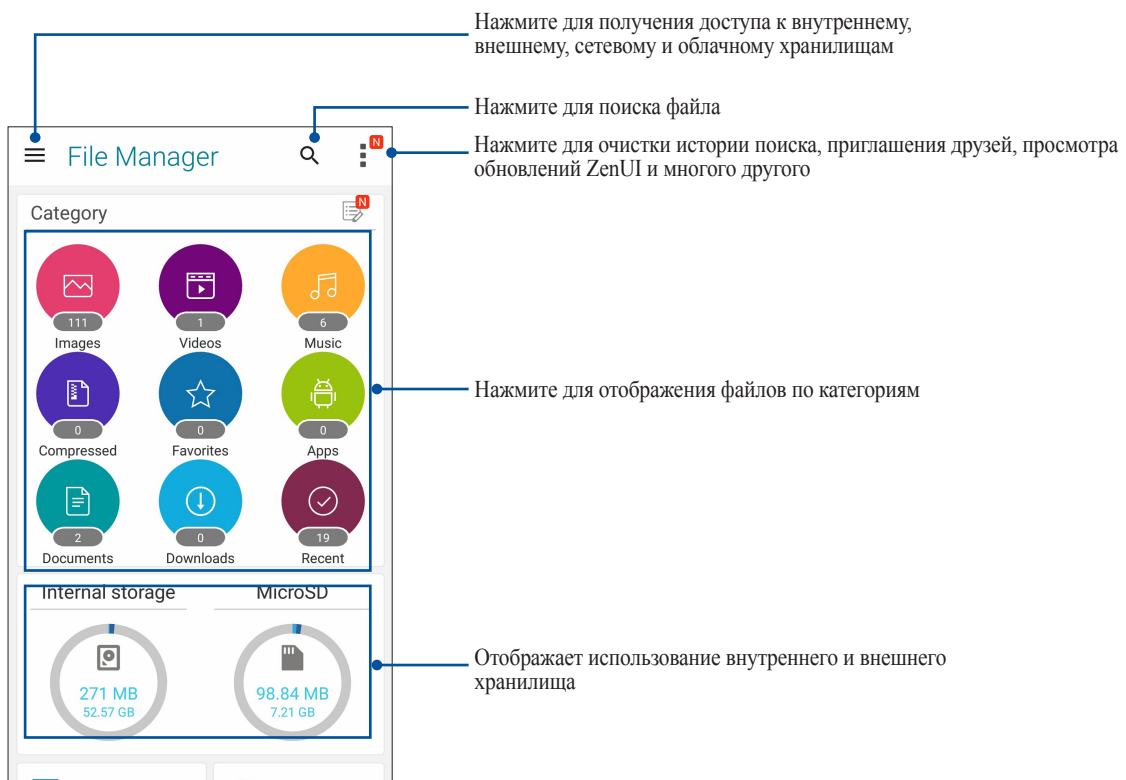 Нажмите для получения доступа к внутреннему,
внешнему, сетевому и облачному хранилищам
Нажмите для поиска файла
Нажмите для очистки истории поиска, приглашения друзей, просмотра
обновлений ZenUI и многого другого
File Manager
N
Category
N
111
1
6
Images
Videos
Music
Нажмите для отображения файлов по категориям
0
0
0
Compressed
Favorites
Apps
2
0
19
Documents
Downloads
Recent
Internal storage
MicroSD
Отображает использование внутреннего и внешнего
хранилища
271 MB
52.57 GB
98.84 MB
7.21 GB